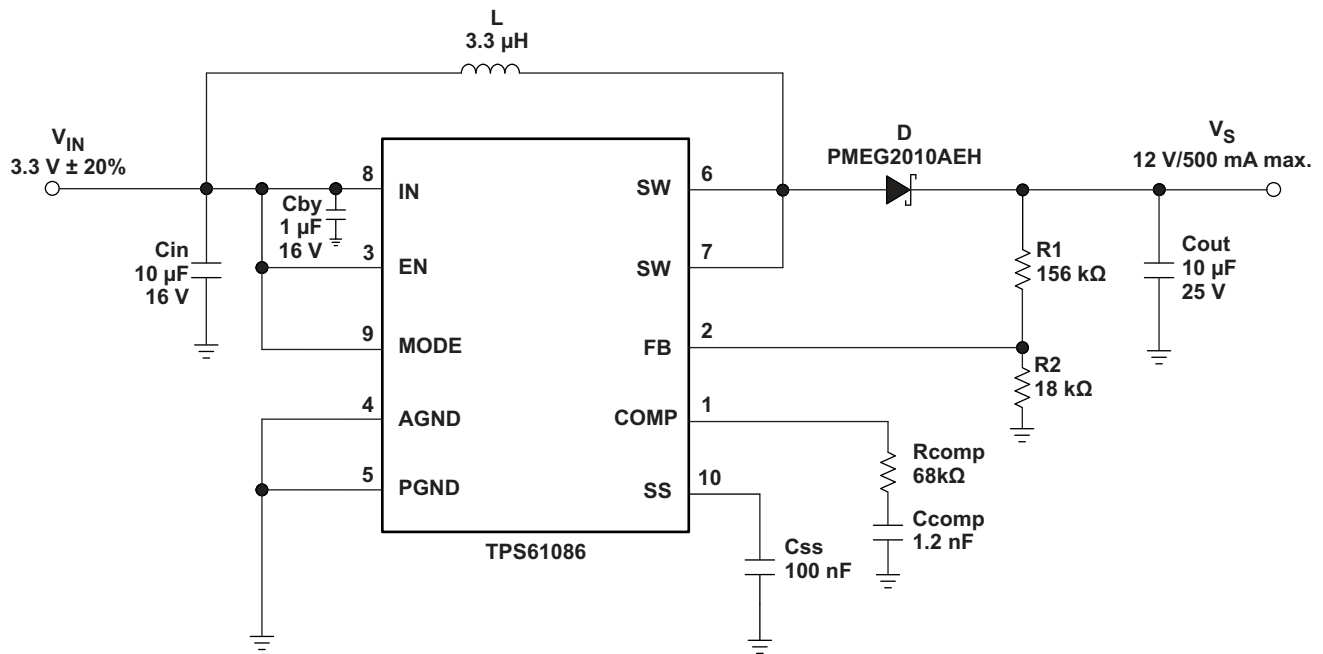 L
3.3 µH
VIN
3.3 V ± 20%
D
PMEG2010AEH
VS
12 V/500 mA max.
8
IN
Cby
1 µF
16 V
SW
6
Cin
10 µF
16 V
3
EN
SW
7
R1
156 kΩ
Cout
10 µF
25 V
9
MODE
FB
2
R2
18 kΩ
4
AGND
COMP
1
Rcomp
68kΩ
5
PGND
SS
10
Ccomp
1.2 nF
Css
100 nF
TPS61086